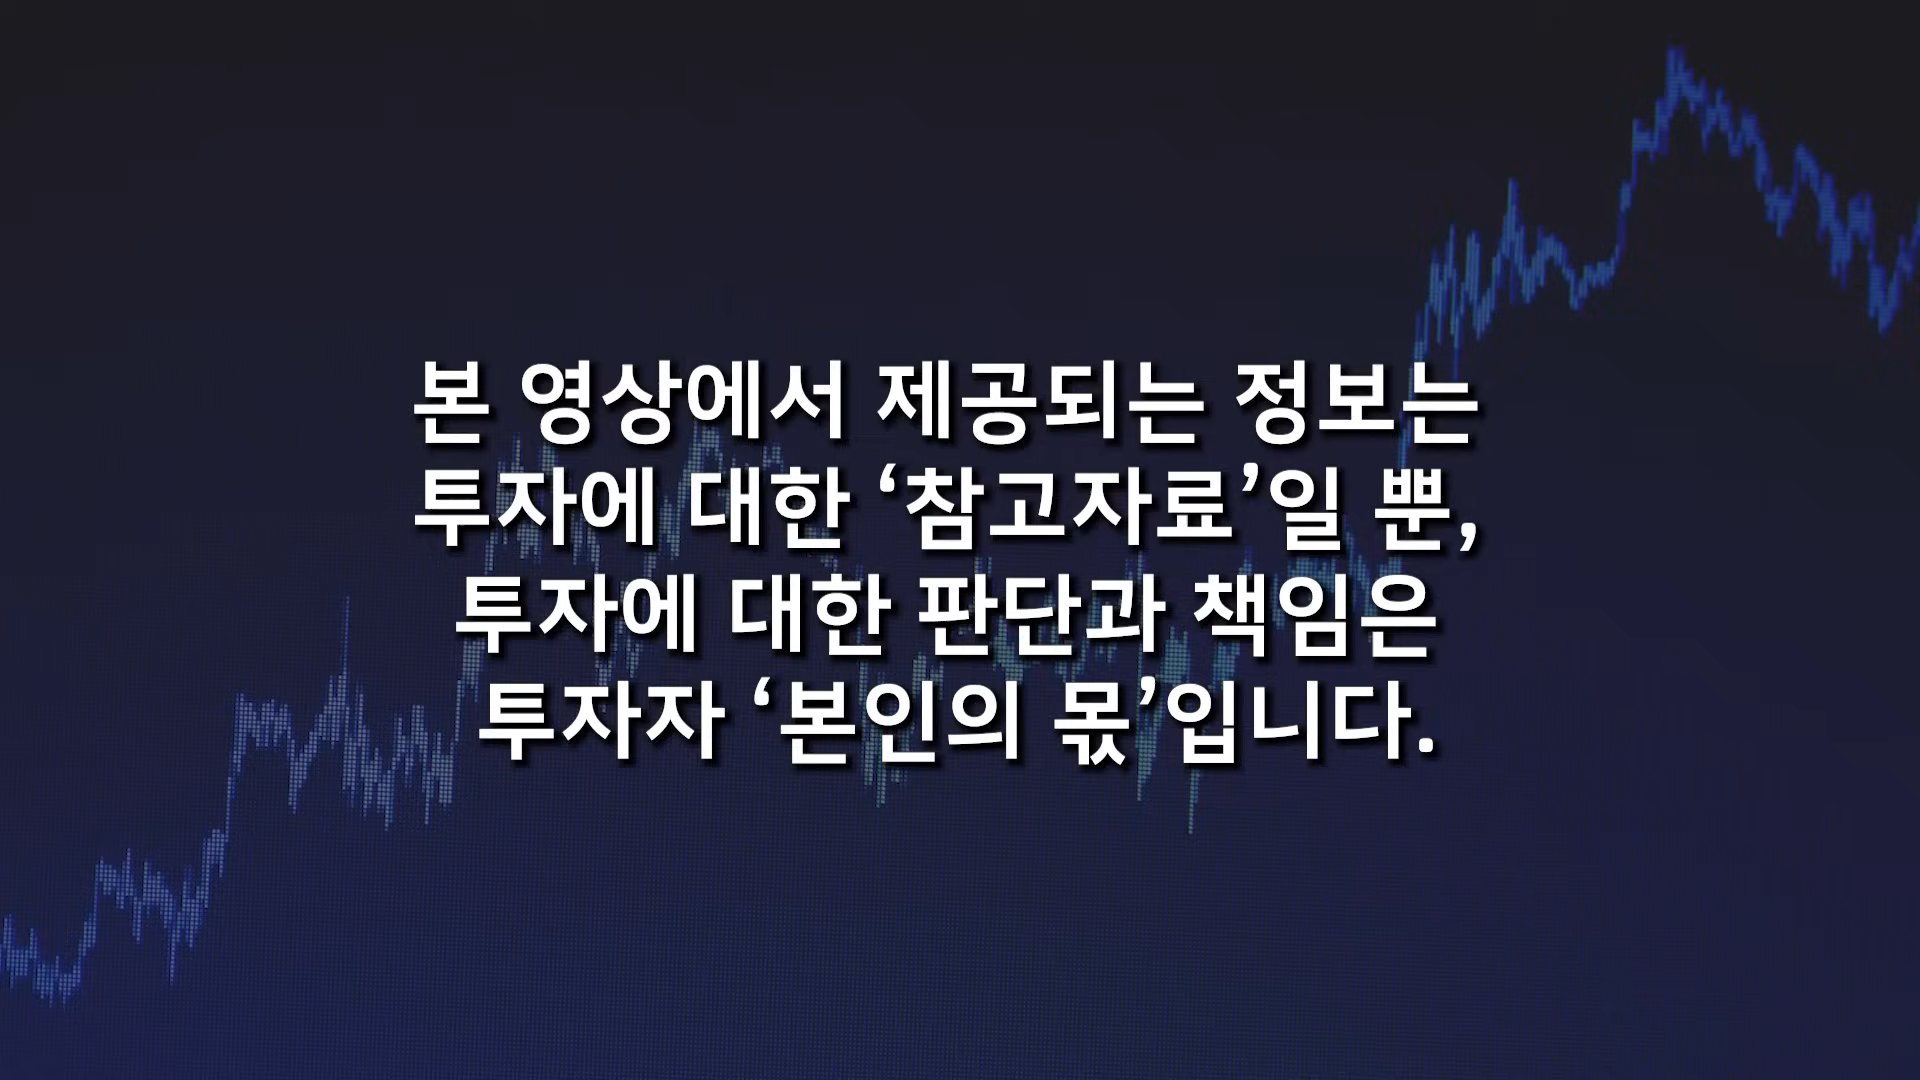 본 영상에서 제공되는 정보는
투자에 대한 ‘참고자료’일 뿐,
투자에 대한 판단과 책임은
투자자 ‘본인의 몫’입니다.